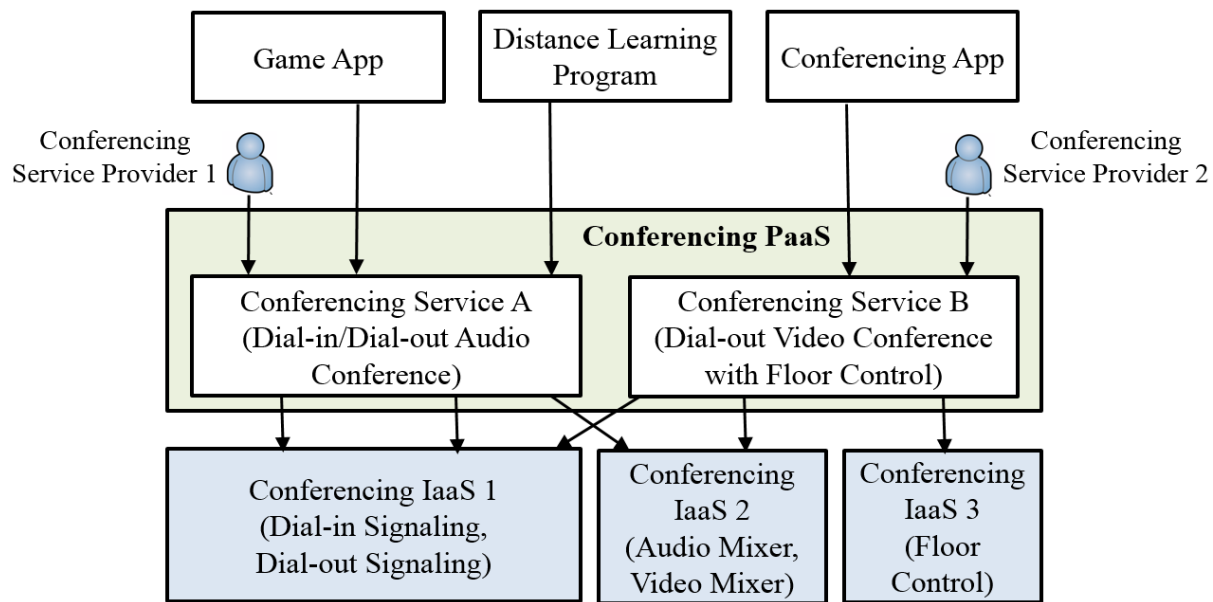 Game App
Distance Learning
Program
Conferencing App
Conferencing
Service Provider 1
Conferencing
Service Provider 2
Conferencing PaaS
Conferencing Service A
(Dial-in/Dial-out Audio
Conference)
Conferencing Service B
(Dial-out Video Conference
with Floor Control)
Conferencing IaaS 1
(Dial-in Signaling,
Dial-out Signaling)
Conferencing
IaaS 2
(Audio Mixer,
Video Mixer)
Conferencing
IaaS 3
(Floor
Control)